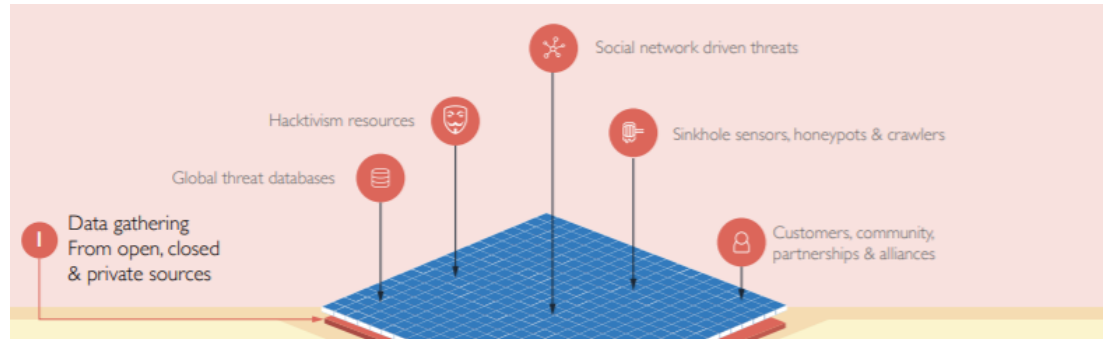 Social network driven threats
Hacktivism resources
Sinkhole sensors, honeypots & crawlers
Global threat databases
I
Data gathering
From open, closed
& private sources
Customers, community,
partnerships & alliances